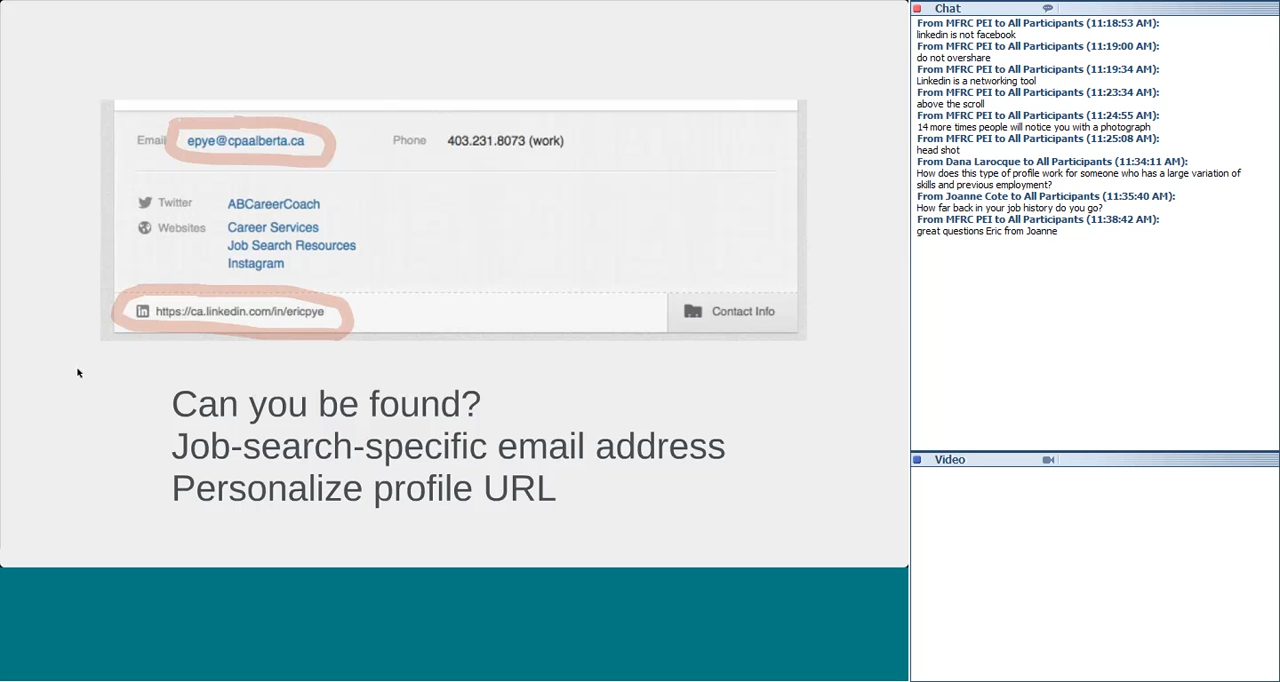 Email epye@cpaalberta.ca Phone 403.231.8073 (work)
Twitter ABCareerCoach
Websites Career Services
Job Search Resources
Instagram
https://ca.linkedin.com/in/ericpye Contact Info
Can you be found?
Job-search-specific email address
Personalize profile URL
Chat
From MFRC PEI to All Participants (11:18:53 AM):
linkedin is not facebook
From MFRC PEI to All Participants (11:19:00 AM):
do not overshare
From MFRC PEI to All Participants (11:19:34 AM):
Linkedin is a networking tool
From MFRC PEI to All Participants (11:23:34 AM):
above the scroll
From MFRC PEI to All Participants (11:24:55 AM):
14 more times people will notice you with a photograph
From MFRC PEI to All Participants (11:25:08 AM):
head shot
From Dana Larocque to All Participants (11:34:11 AM):
How does this type of profile work for someone who has a large variation of
skills and previous employment?
From Joanne Cote to All Participants (11:35:40 AM):
How far back in your job history do you go?
From MFRC PEI to All Participants (11:38:42 AM):
great questions Eric from Joanne
Video